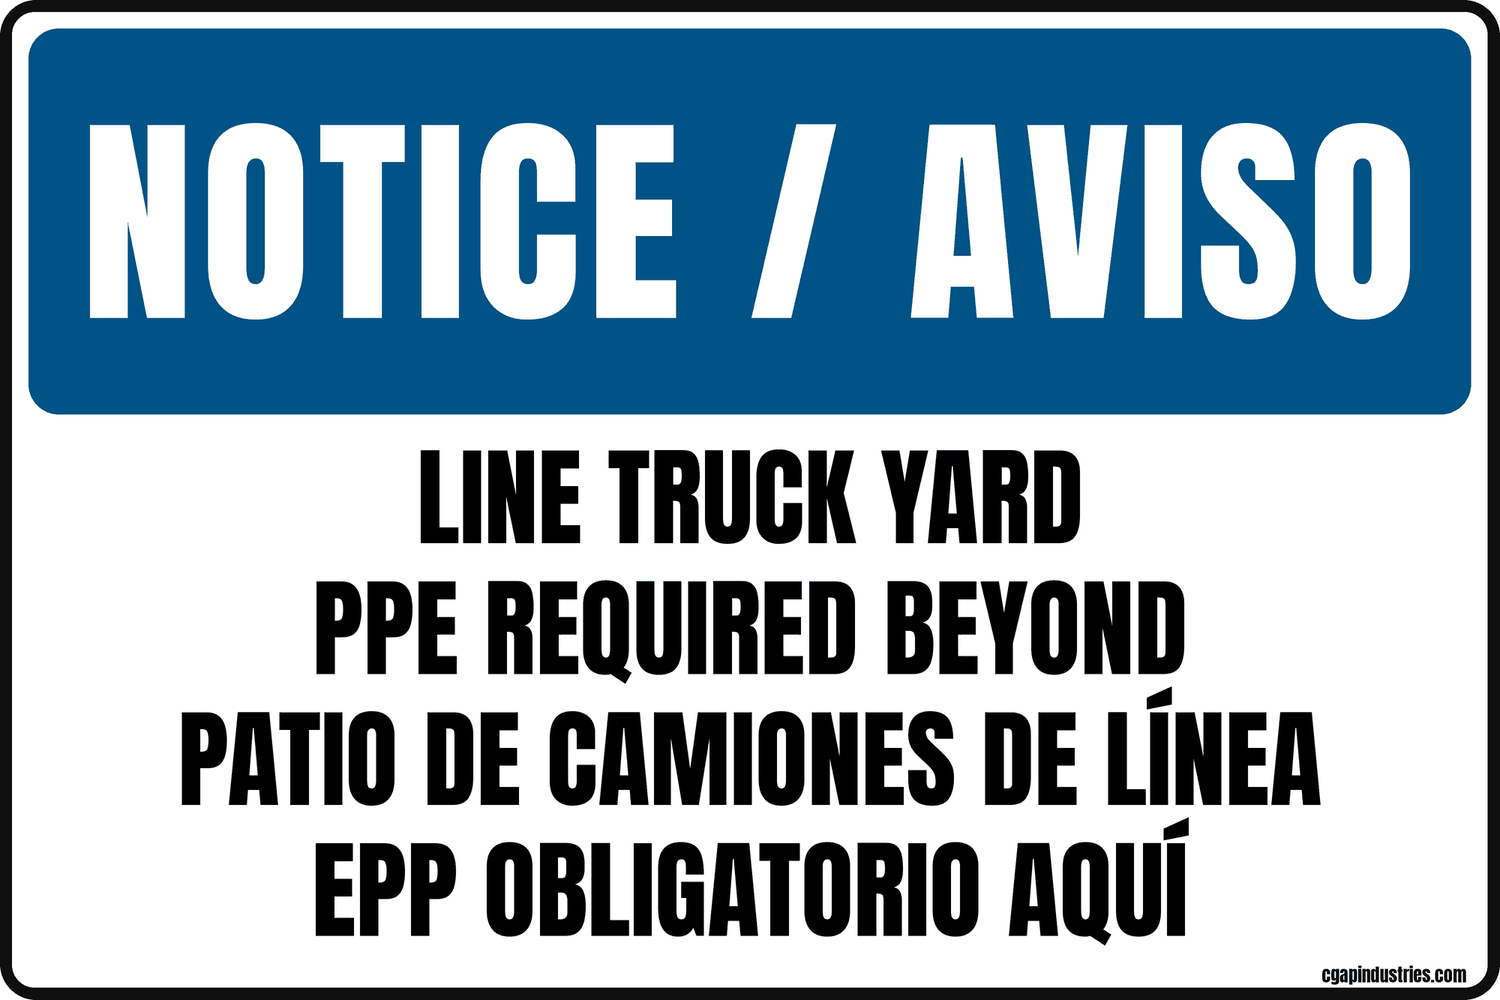 NOTICE / AVISO
LINE TRUCK YARD
PPE REQUIRED BEYOND
PATIO DE CAMIONES DE LÍNEA
EPP OBLIGATORIO AQUÍ
cgapindustries.com